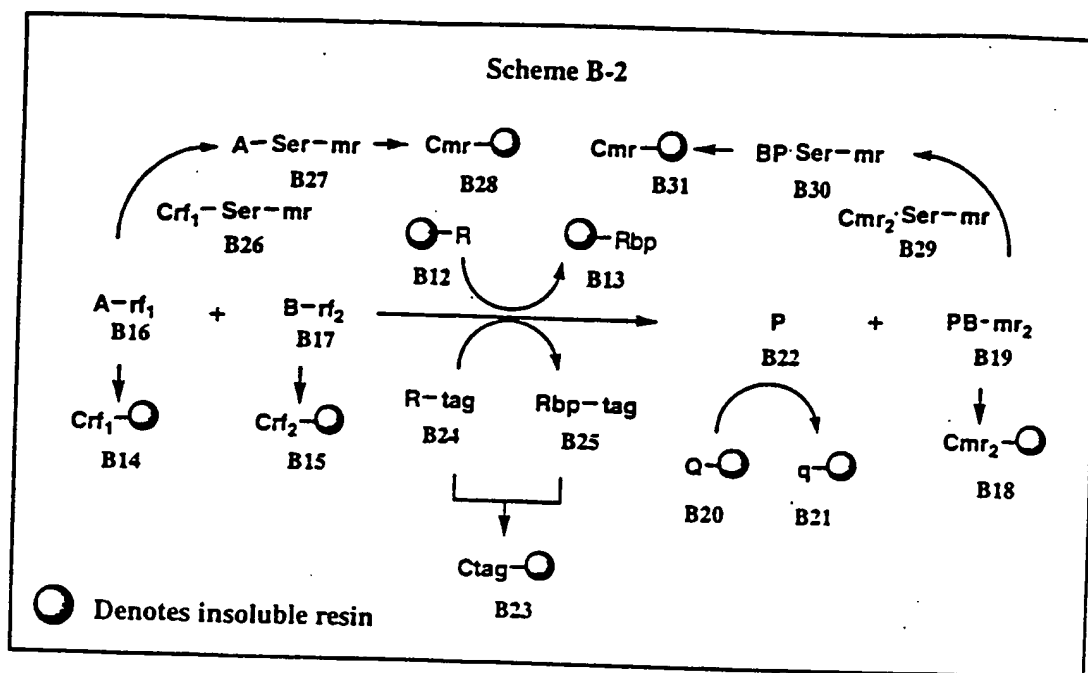 Scheme B-2
A–Ser–mr → Cmr–
B27 B28
Cmr– ← BP·Ser–mr
B31 B30
Crf₁–Ser–mr
B26
Cmr₂·Ser–mr
B29
–R –Rbp
B12 B13
A–rf₁ + B–rf₂ P + PB-mr₂
B16 B17 B22 B19
R–tag Rbp–tag
B24 B25
Crf₁– Crf₂–
B14 B15
Cmr₂–
B18
Q– q–
B20 B21
Ctag–
B23
Denotes insoluble resin